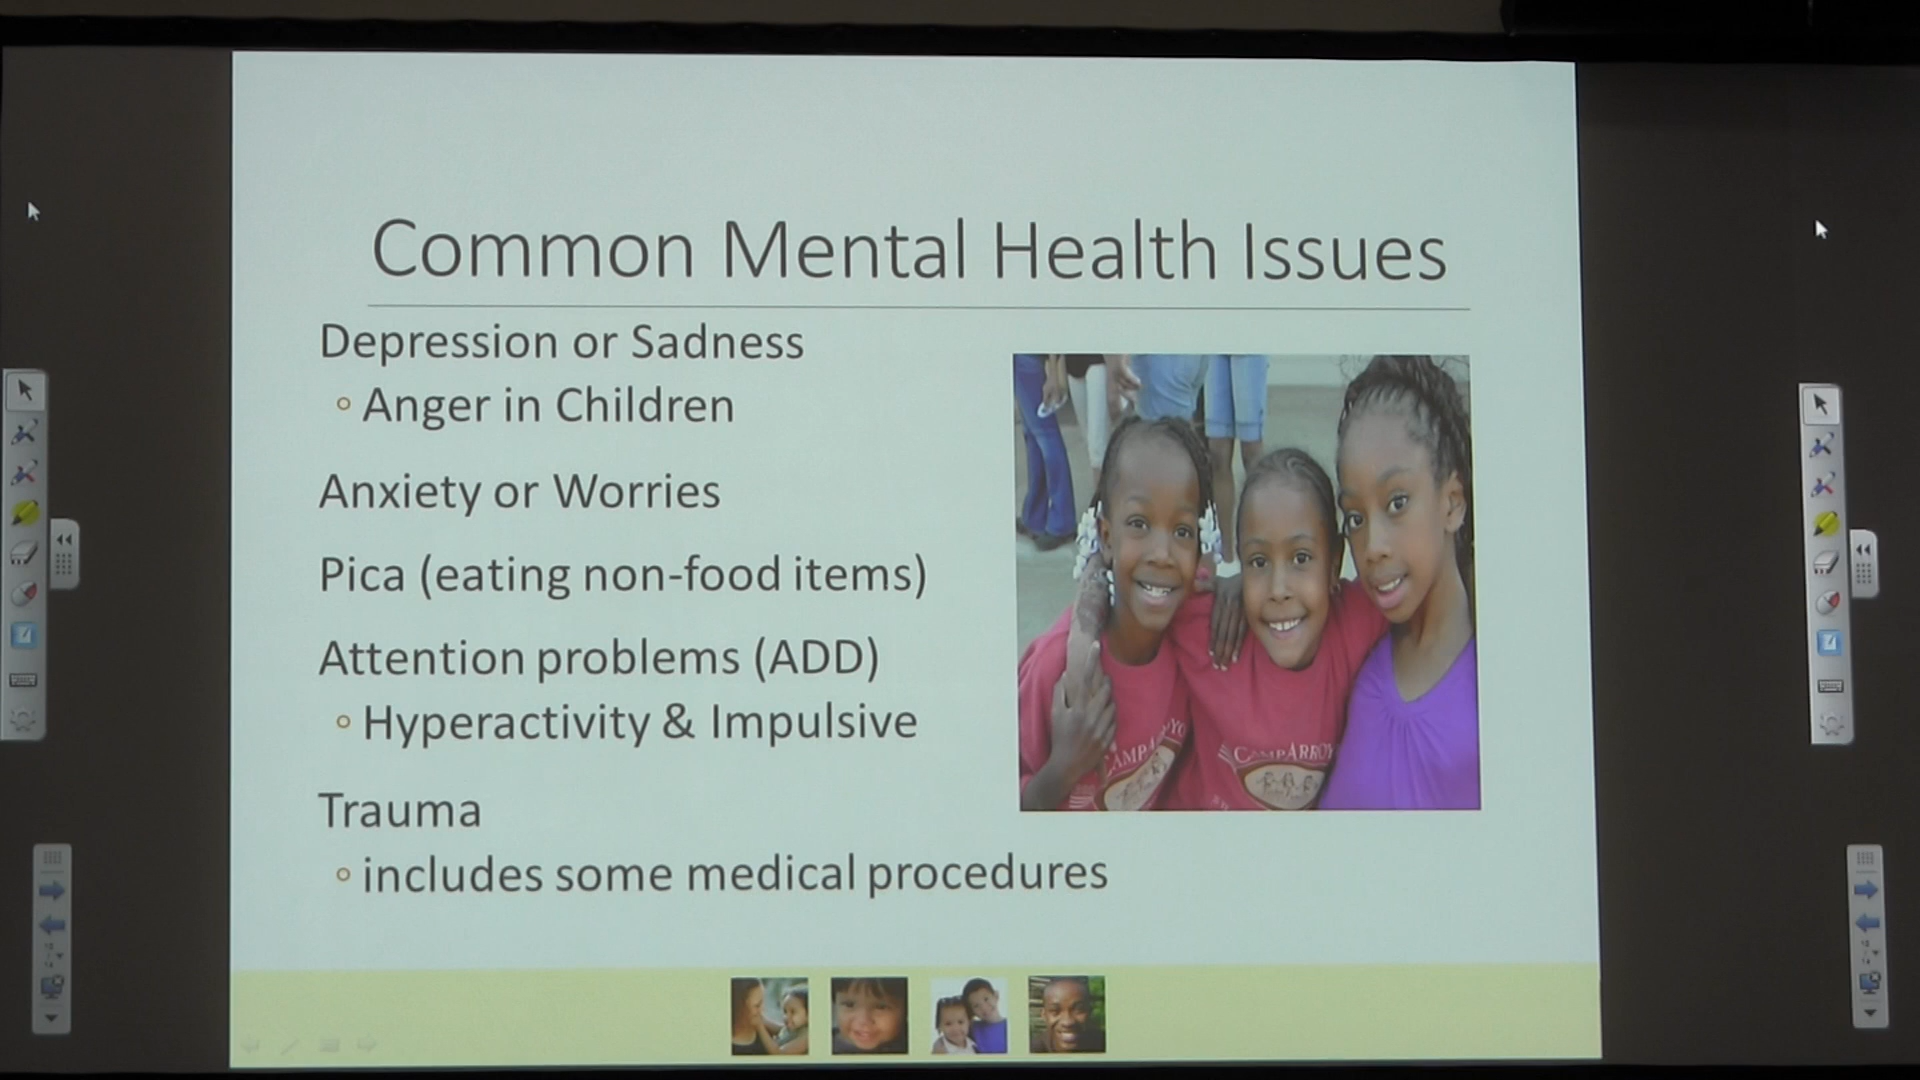 Common Mental Health Issues
Depression or Sadness
◦ Anger in Children
Anxiety or Worries
Pica (eating non-food items)
Attention problems (ADD)
◦ Hyperactivity & Impulsive
Trauma
◦ includes some medical procedures